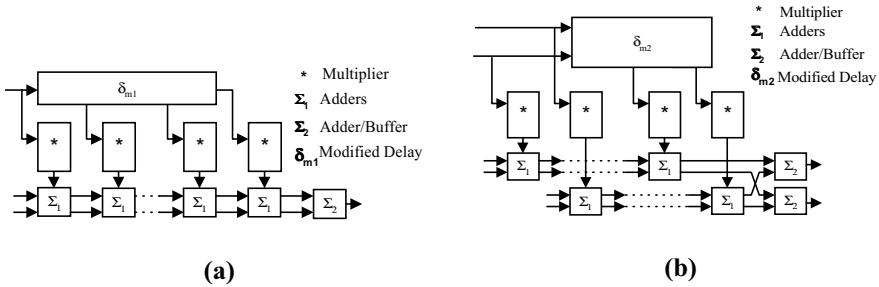 δm1
* Multiplier
Σ1 Adders
Σ2 Adder/Buffer
δm1 Modified Delay
* * * *
Σ1 Σ1 Σ1 Σ1 Σ2
(a)
δm2
* Multiplier
Σ1 Adders
Σ2 Adder/Buffer
δm2 Modified Delay
* * * *
Σ1 Σ1 Σ2
Σ1 Σ1 Σ2
(b)